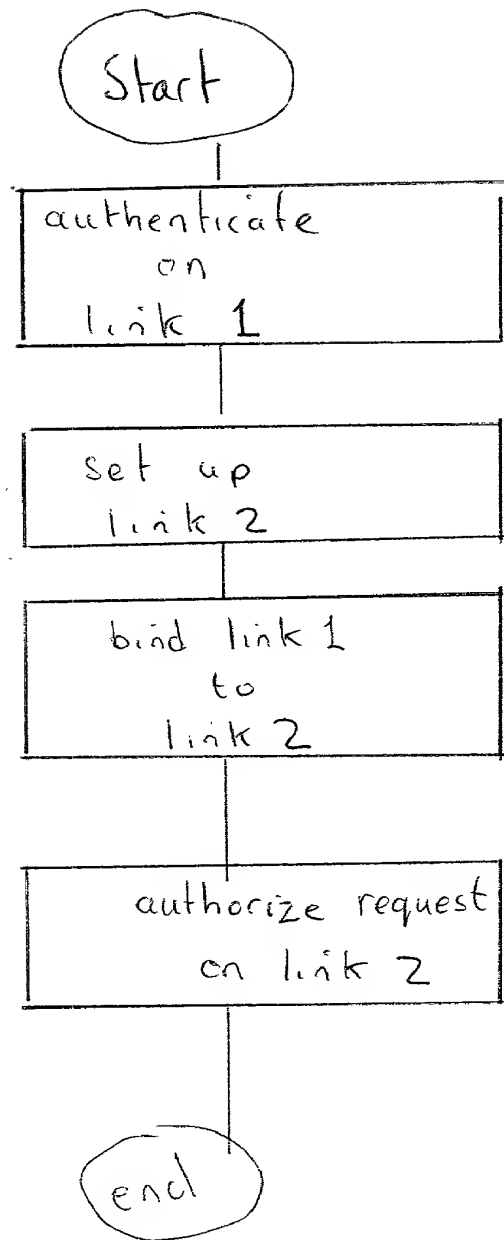 Start
authenticate
on
link 1
set up
link 2
bind link 1
to
link 2
authorize request
on link 2
end